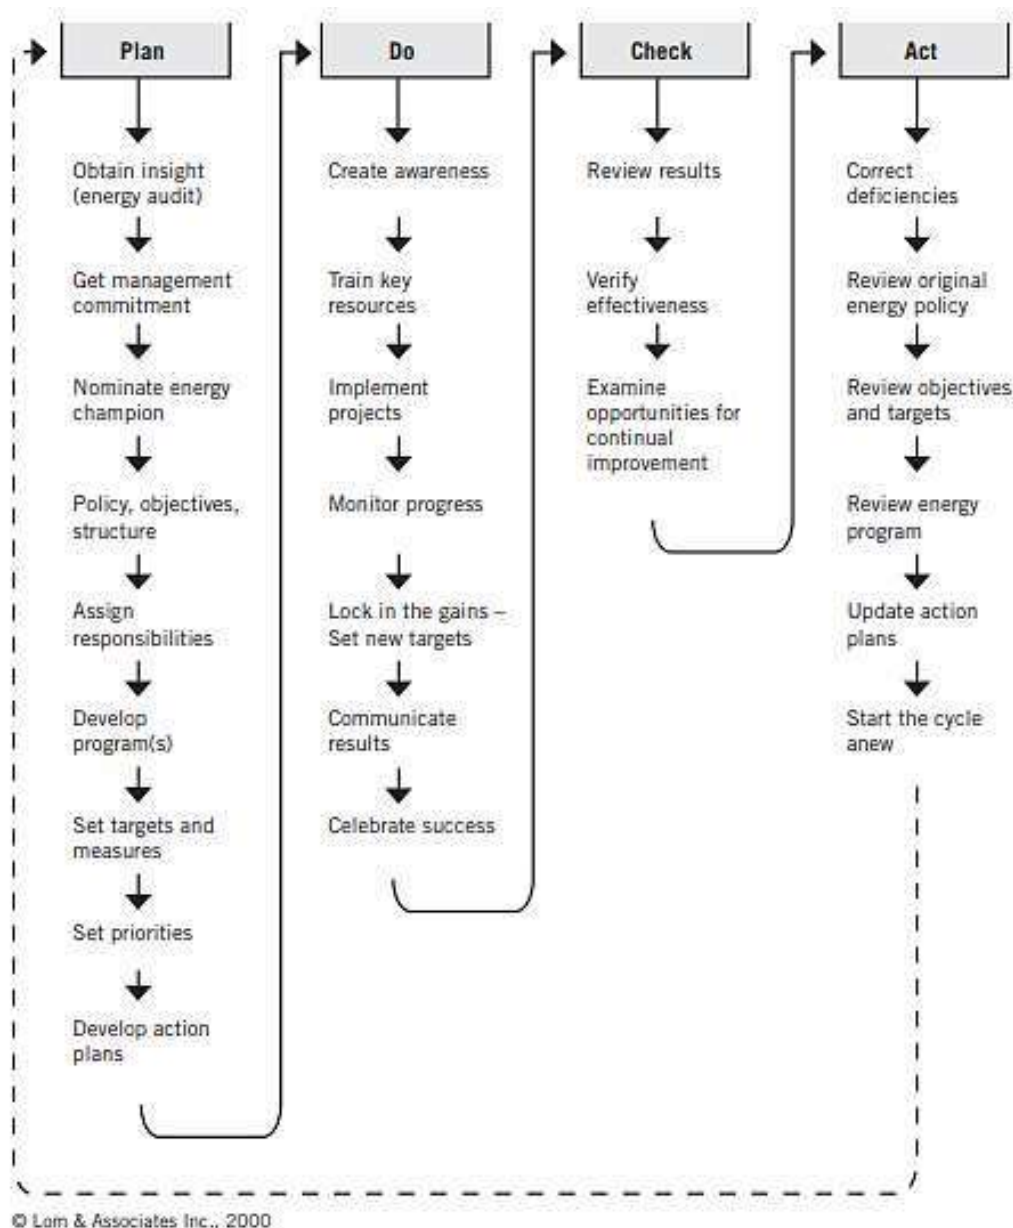 Plan
Obtain insight
(energy audit)
Get management
commitment
Nominate energy
champion
Policy, objectives,
structure
Assign
responsibilities
Develop
program(s)
Set targets and
measures
Set priorities
Develop action
plans
Do
Create awareness
Train key
resources
Implement
projects
Monitor progress
Lock in the gains –
Set new targets
Communicate
results
Celebrate success
Check
Review results
Verify
effectiveness
Examine
opportunities for
continual
improvement
Act
Correct
deficiencies
Review original
energy policy
Review objectives
and targets
Review energy
program
Update action
plans
Start the cycle
anew
© Lom & Associates Inc., 2000